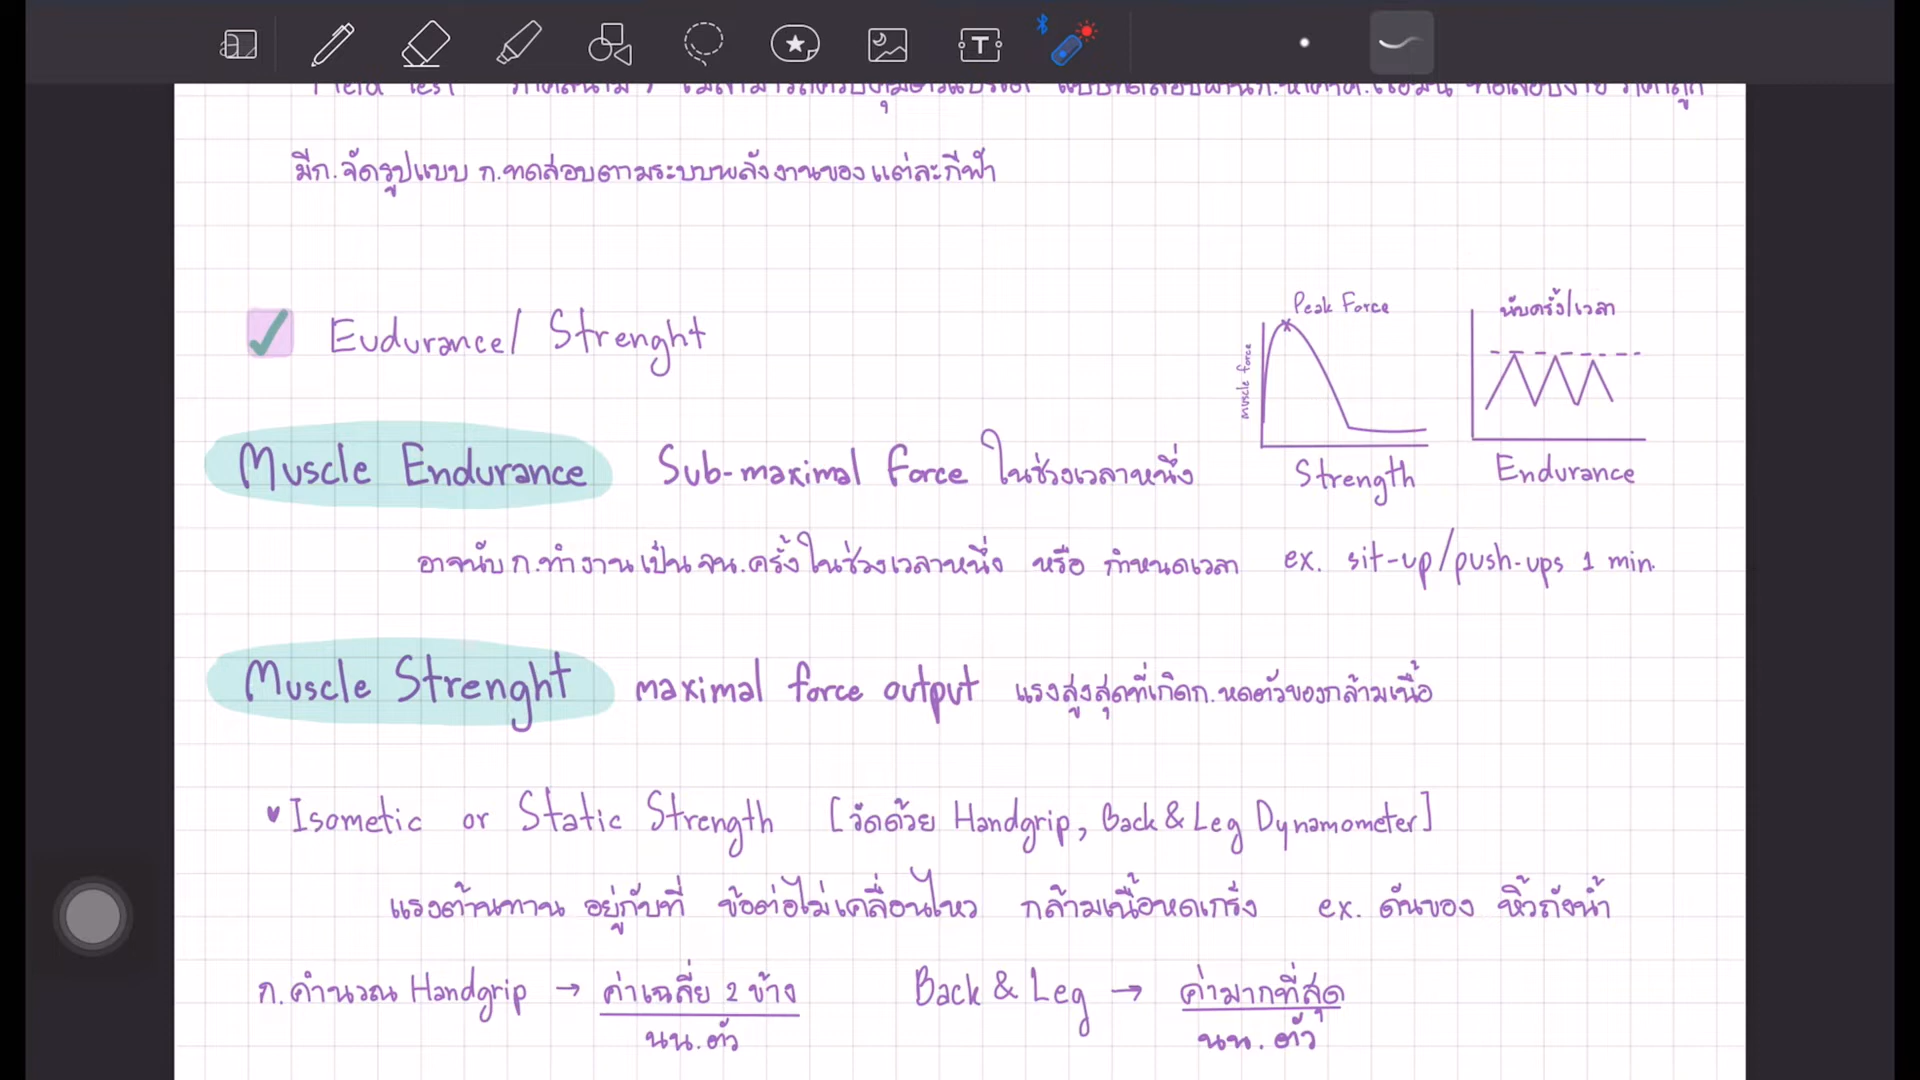 Field Test
มีก.จัดรูปแบบ ก.ทดสอบตามระบบพลังงานของแต่ละกีฬา
Eudurance/ Strenght
Peak Force
muscle force
Strength
นับครั้ง/เวลา
Endurance
Muscle Endurance Sub-maximal force ในช่วงเวลาหนึ่ง
อาจนับ ก.ทำงานเป็น จน.ครั้ง ในช่วงเวลาหนึ่ง หรือ กำหนดเวลา ex. sit-up/push-ups 1 min.
Muscle Strenght maximal force output แรงสูงสุดที่เกิดก.หดตัวของกล้ามเนื้อ
Isometic or Static Strength [วัดด้วย Handgrip, Back & Leg Dynamometer]
แรงต้านทาน อยู่กับที่ ข้อต่อไม่เคลื่อนไหว กล้ามเนื้อหดเกร็ง ex. ดันของ หิ้วถังน้ำ
ก.คำนวณ Handgrip → ค่าเฉลี่ย 2 ข้าง Back & Leg → ค่ามากที่สุด
นน.ตัว นน.ตัว